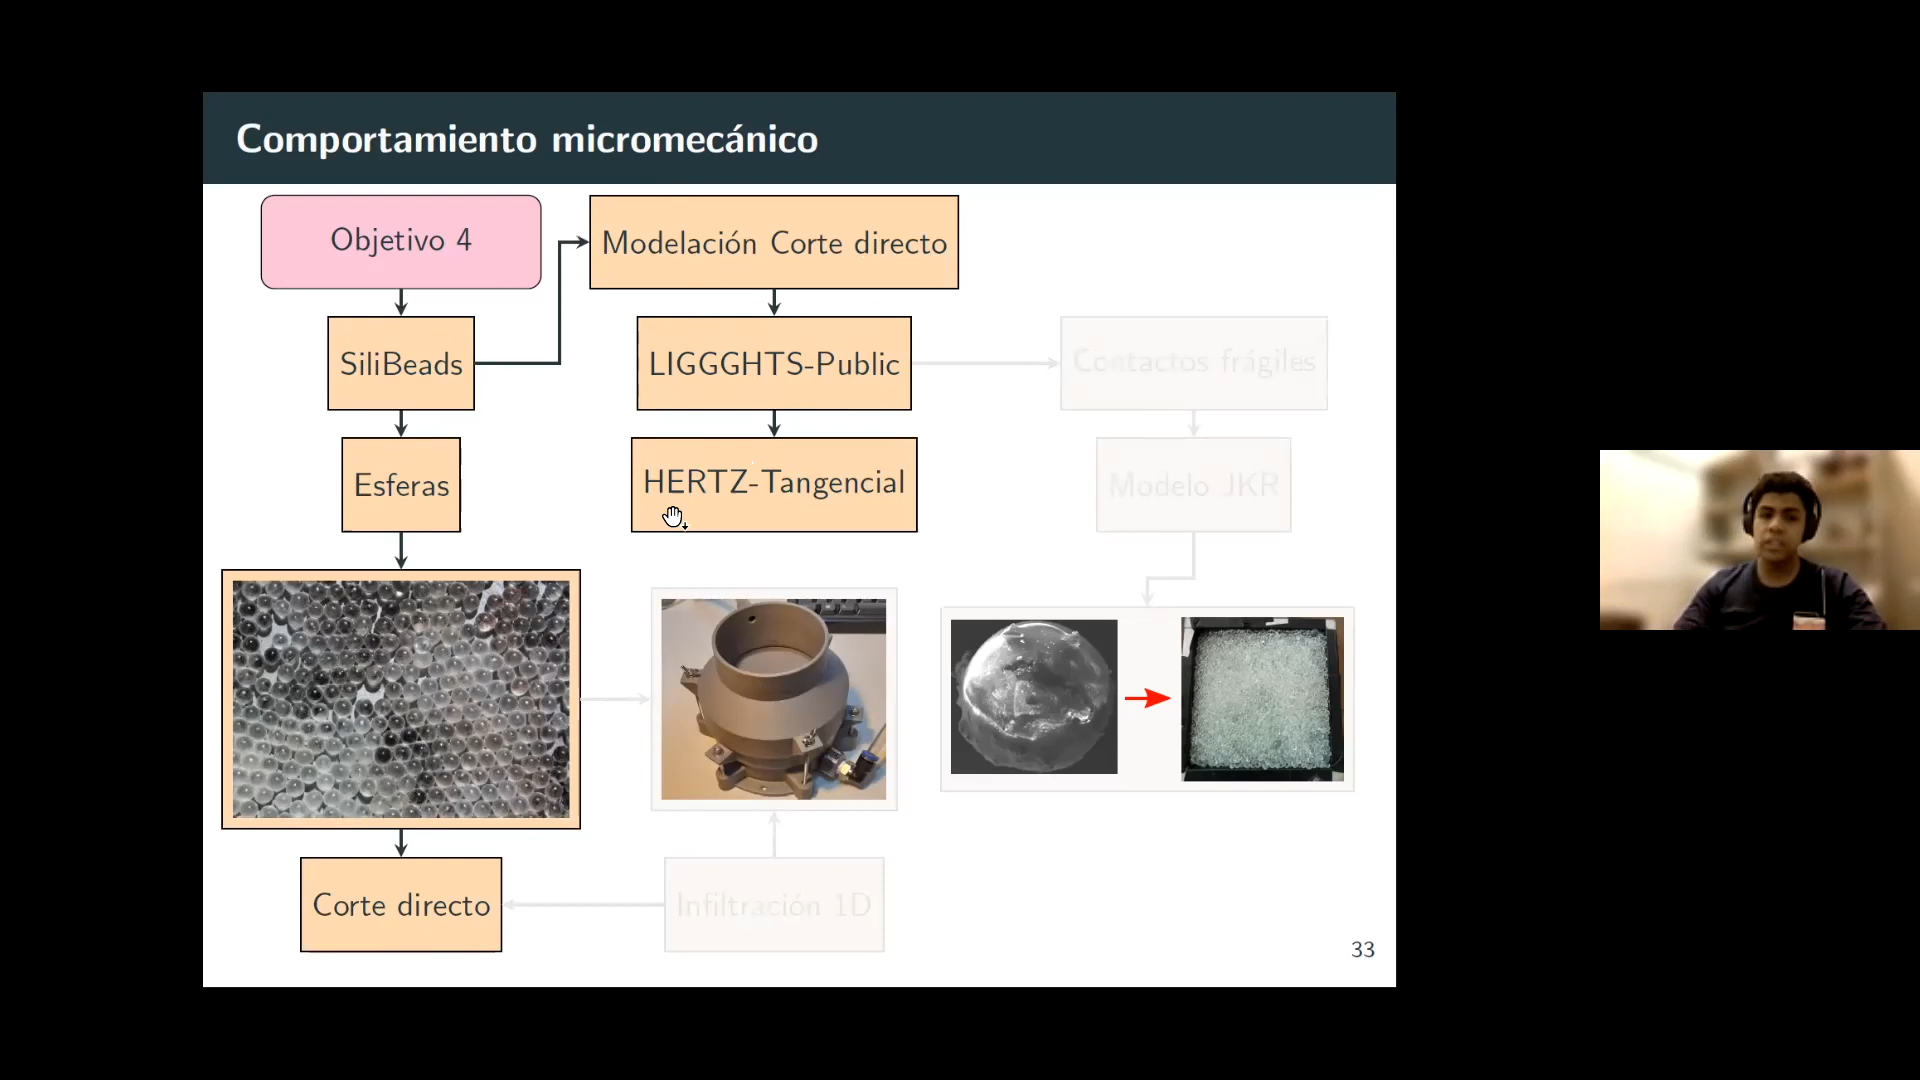 Comportamiento micromecánico
Objetivo 4
Modelación Corte directo
SiliBeads
LIGGGHTS-Public
Contactos frágiles
Esferas
HERTZ-Tangencial
Modelo JKR
Corte directo
Infiltración 1D
33